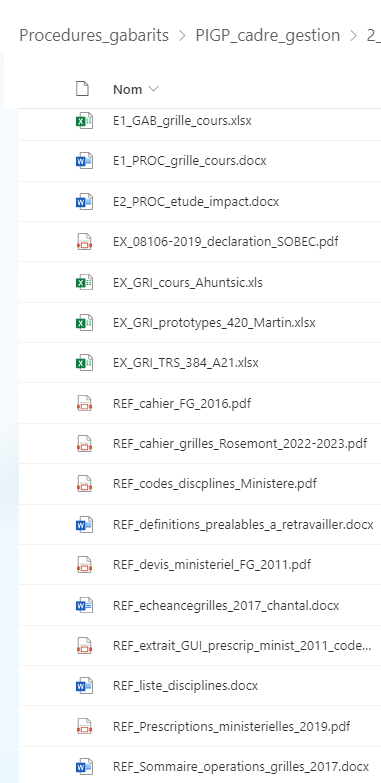 Procedures_gabarits > PIGP_cadre_gestion > 2_
Nom
E1_GAB_grille_cours.xlsx
E1_PROC_grille_cours.docx
E2_PROC_etude_impact.docx
EX_08106-2019_declaration_SOBEC.pdf
EX_GRI_cours_Ahuntsic.xls
EX_GRI_prototypes_420_Martin.xlsx
EX_GRI_TRS_384_A21.xlsx
REF_cahier_FG_2016.pdf
REF_cahier_grilles_Rosemont_2022-2023.pdf
REF_codes_discplines_Ministere.pdf
REF_definitions_prealables_a_retravailler.docx
REF_devis_ministeriel_FG_2011.pdf
REF_echeancegrilles_2017_chantal.docx
REF_extrait_GUI_prescrip_minist_2011_code...
REF_liste_disciplines.docx
REF_Prescriptions_ministerielles_2019.pdf
REF_Sommaire_operations_grilles_2017.docx